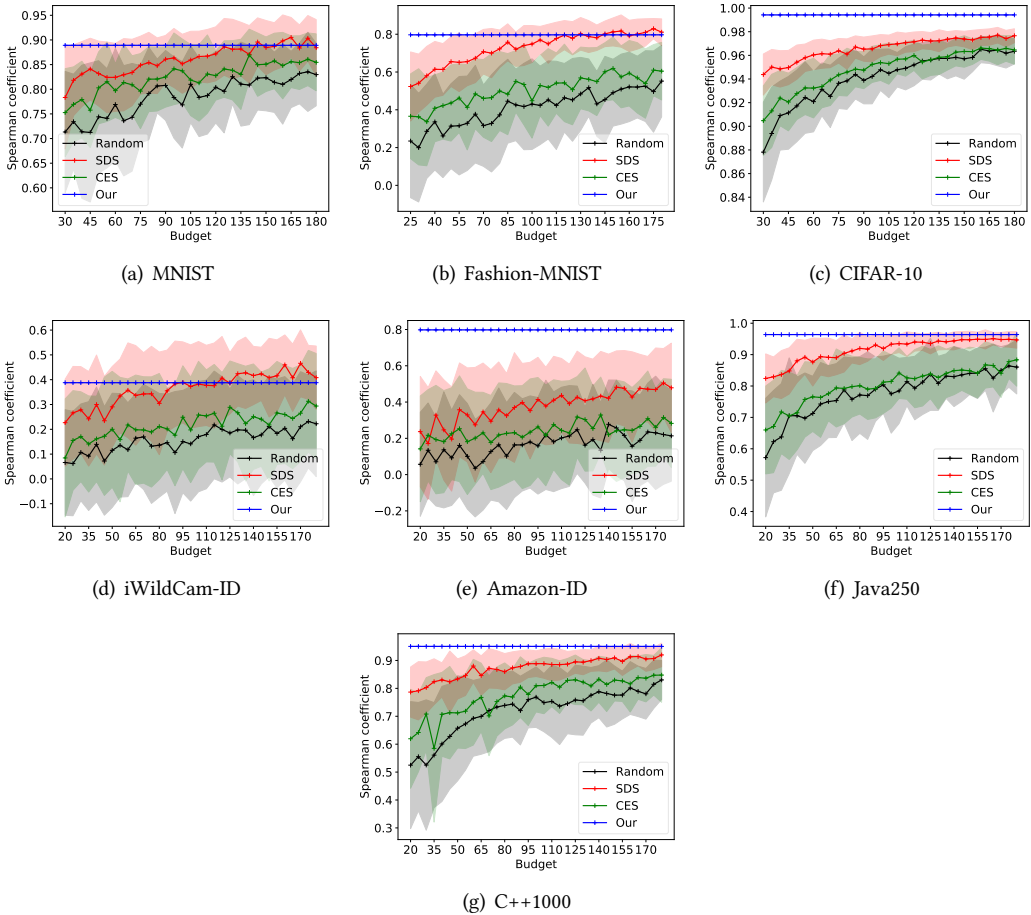 0.95
0.90
0.85
0.80
0.75
0.70
0.65
0.60
Spearman coefficient
Random
SDS
CES
Our
30 45 60 75 90 105 120 135 150 165 180
Budget
(a) MNIST
0.8
0.6
0.4
0.2
0.0
Spearman coefficient
Random
SDS
CES
Our
25 40 55 70 85 100 115 130 145 160 175
Budget
(b) Fashion-MNIST
1.00
0.98
0.96
0.94
0.92
0.90
0.88
0.86
0.84
Spearman coefficient
Random
SDS
CES
Our
30 45 60 75 90 105 120 135 150 165 180
Budget
(c) CIFAR-10
0.6
0.5
0.4
0.3
0.2
0.1
0.0
−0.1
Spearman coefficient
Random
SDS
CES
Our
20 35 50 65 80 95 110 125 140 155 170
Budget
(d) iWildCam-ID
0.8
0.6
0.4
0.2
0.0
−0.2
Spearman coefficient
Random
SDS
CES
Our
20 35 50 65 80 95 110 125 140 155 170
Budget
(e) Amazon-ID
1.0
0.9
0.8
0.7
0.6
0.5
0.4
Spearman coefficient
Random
SDS
CES
Our
20 35 50 65 80 95 110 125 140 155 170
Budget
(f) Java250
0.9
0.8
0.7
0.6
0.5
0.4
0.3
Spearman coefficient
Random
SDS
CES
Our
20 35 50 65 80 95 110 125 140 155 170
Budget
(g) C++1000